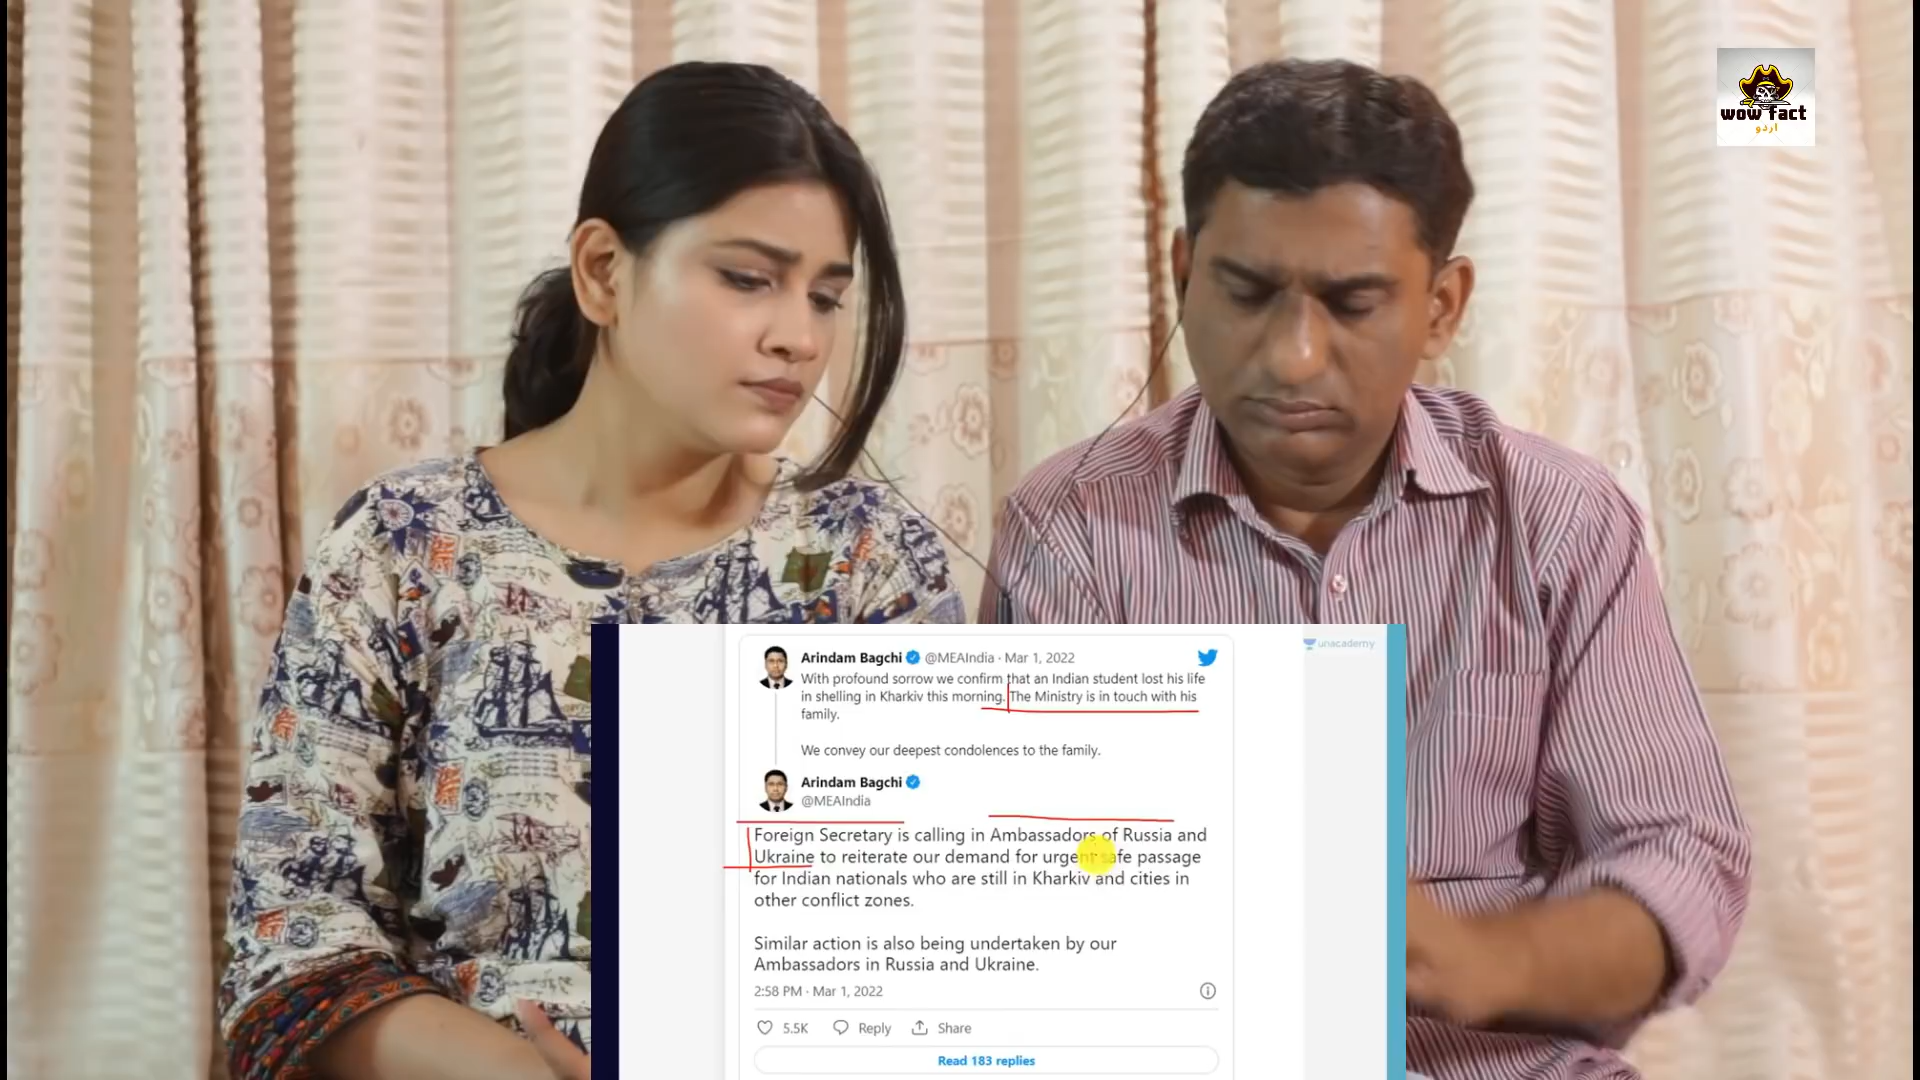 wow fact
اردو
unacademy
Arindam Bagchi @MEAIndia · Mar 1, 2022
With profound sorrow we confirm that an Indian student lost his life
in shelling in Kharkiv this morning. The Ministry is in touch with his
family.
We convey our deepest condolences to the family.
Arindam Bagchi
@MEAIndia
Foreign Secretary is calling in Ambassadors of Russia and
Ukraine to reiterate our demand for urgent safe passage
for Indian nationals who are still in Kharkiv and cities in
other conflict zones.
Similar action is also being undertaken by our
Ambassadors in Russia and Ukraine.
2:58 PM · Mar 1, 2022
5.5K Reply Share
Read 183 replies